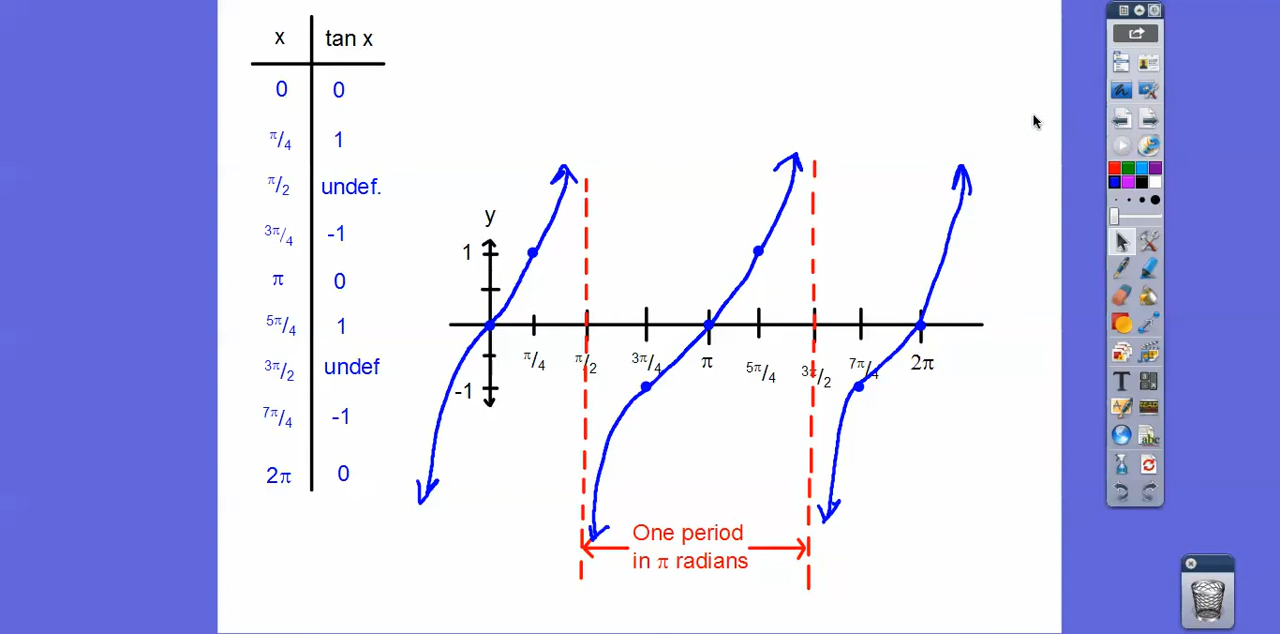 x tan x
0 0
π/4 1
π/2 undef.
3π/4 -1
π 0
5π/4 1
3π/2 undef
7π/4 -1
2π 0
y
1
-1
π/4 π/2 3π/4 π 5π/4 3π/2 7π/4 2π
One period
in π radians
T
abc